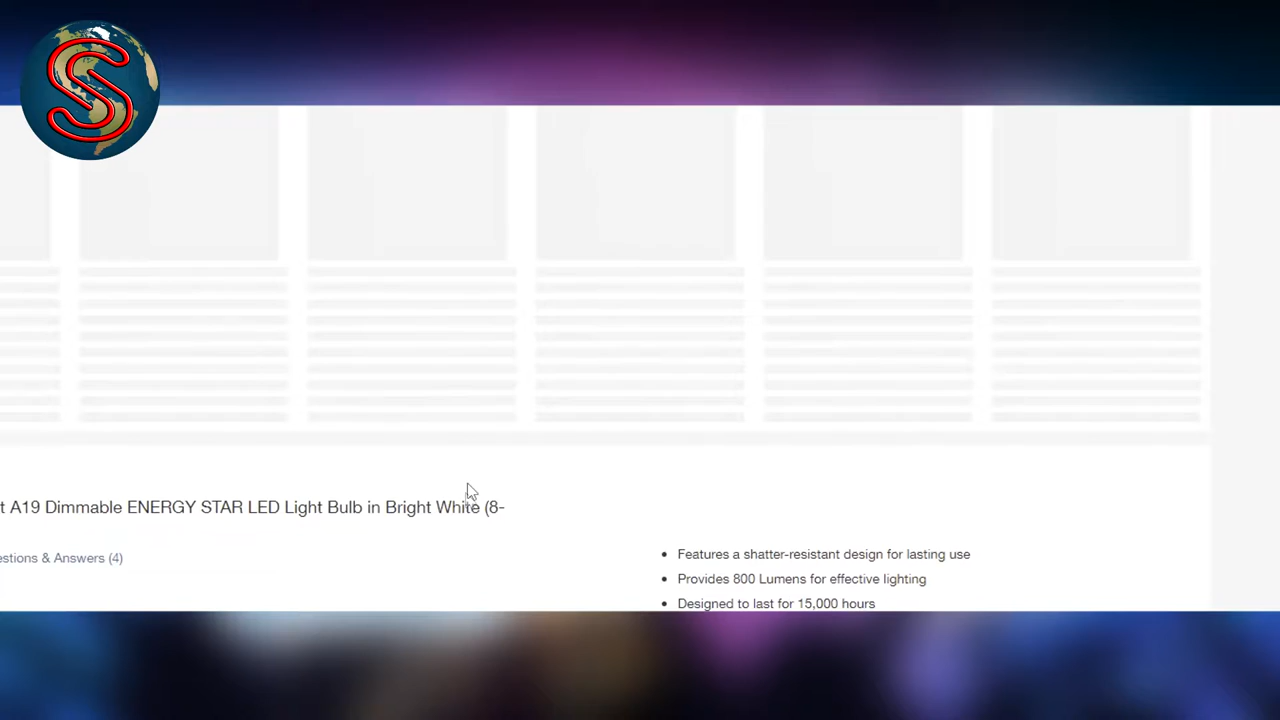 S
t A19 Dimmable ENERGY STAR LED Light Bulb in Bright White (8-
estions & Answers (4)
• Features a shatter-resistant design for lasting use
• Provides 800 Lumens for effective lighting
• Designed to last for 15,000 hours